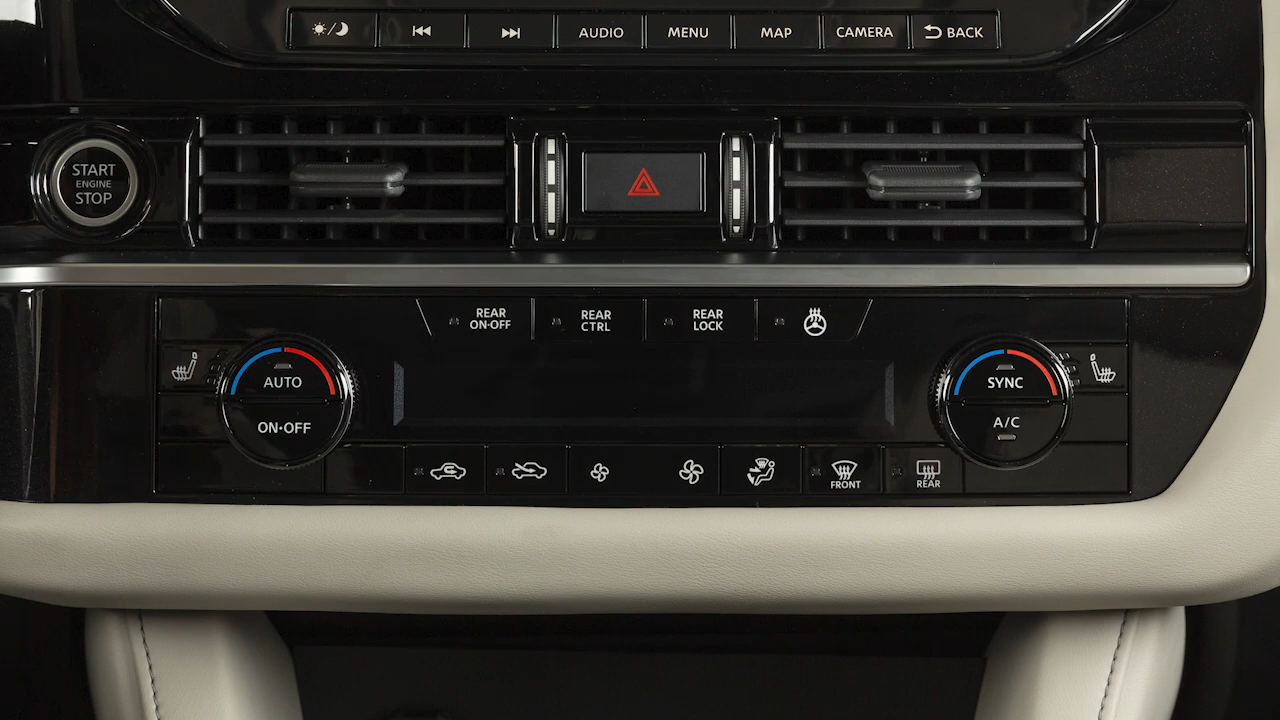 AUDIO
MENU
MAP
CAMERA
BACK
START
ENGINE
STOP
REAR
ON·OFF
REAR
CTRL
REAR
LOCK
AUTO
ON·OFF
SYNC
A/C
FRONT
REAR